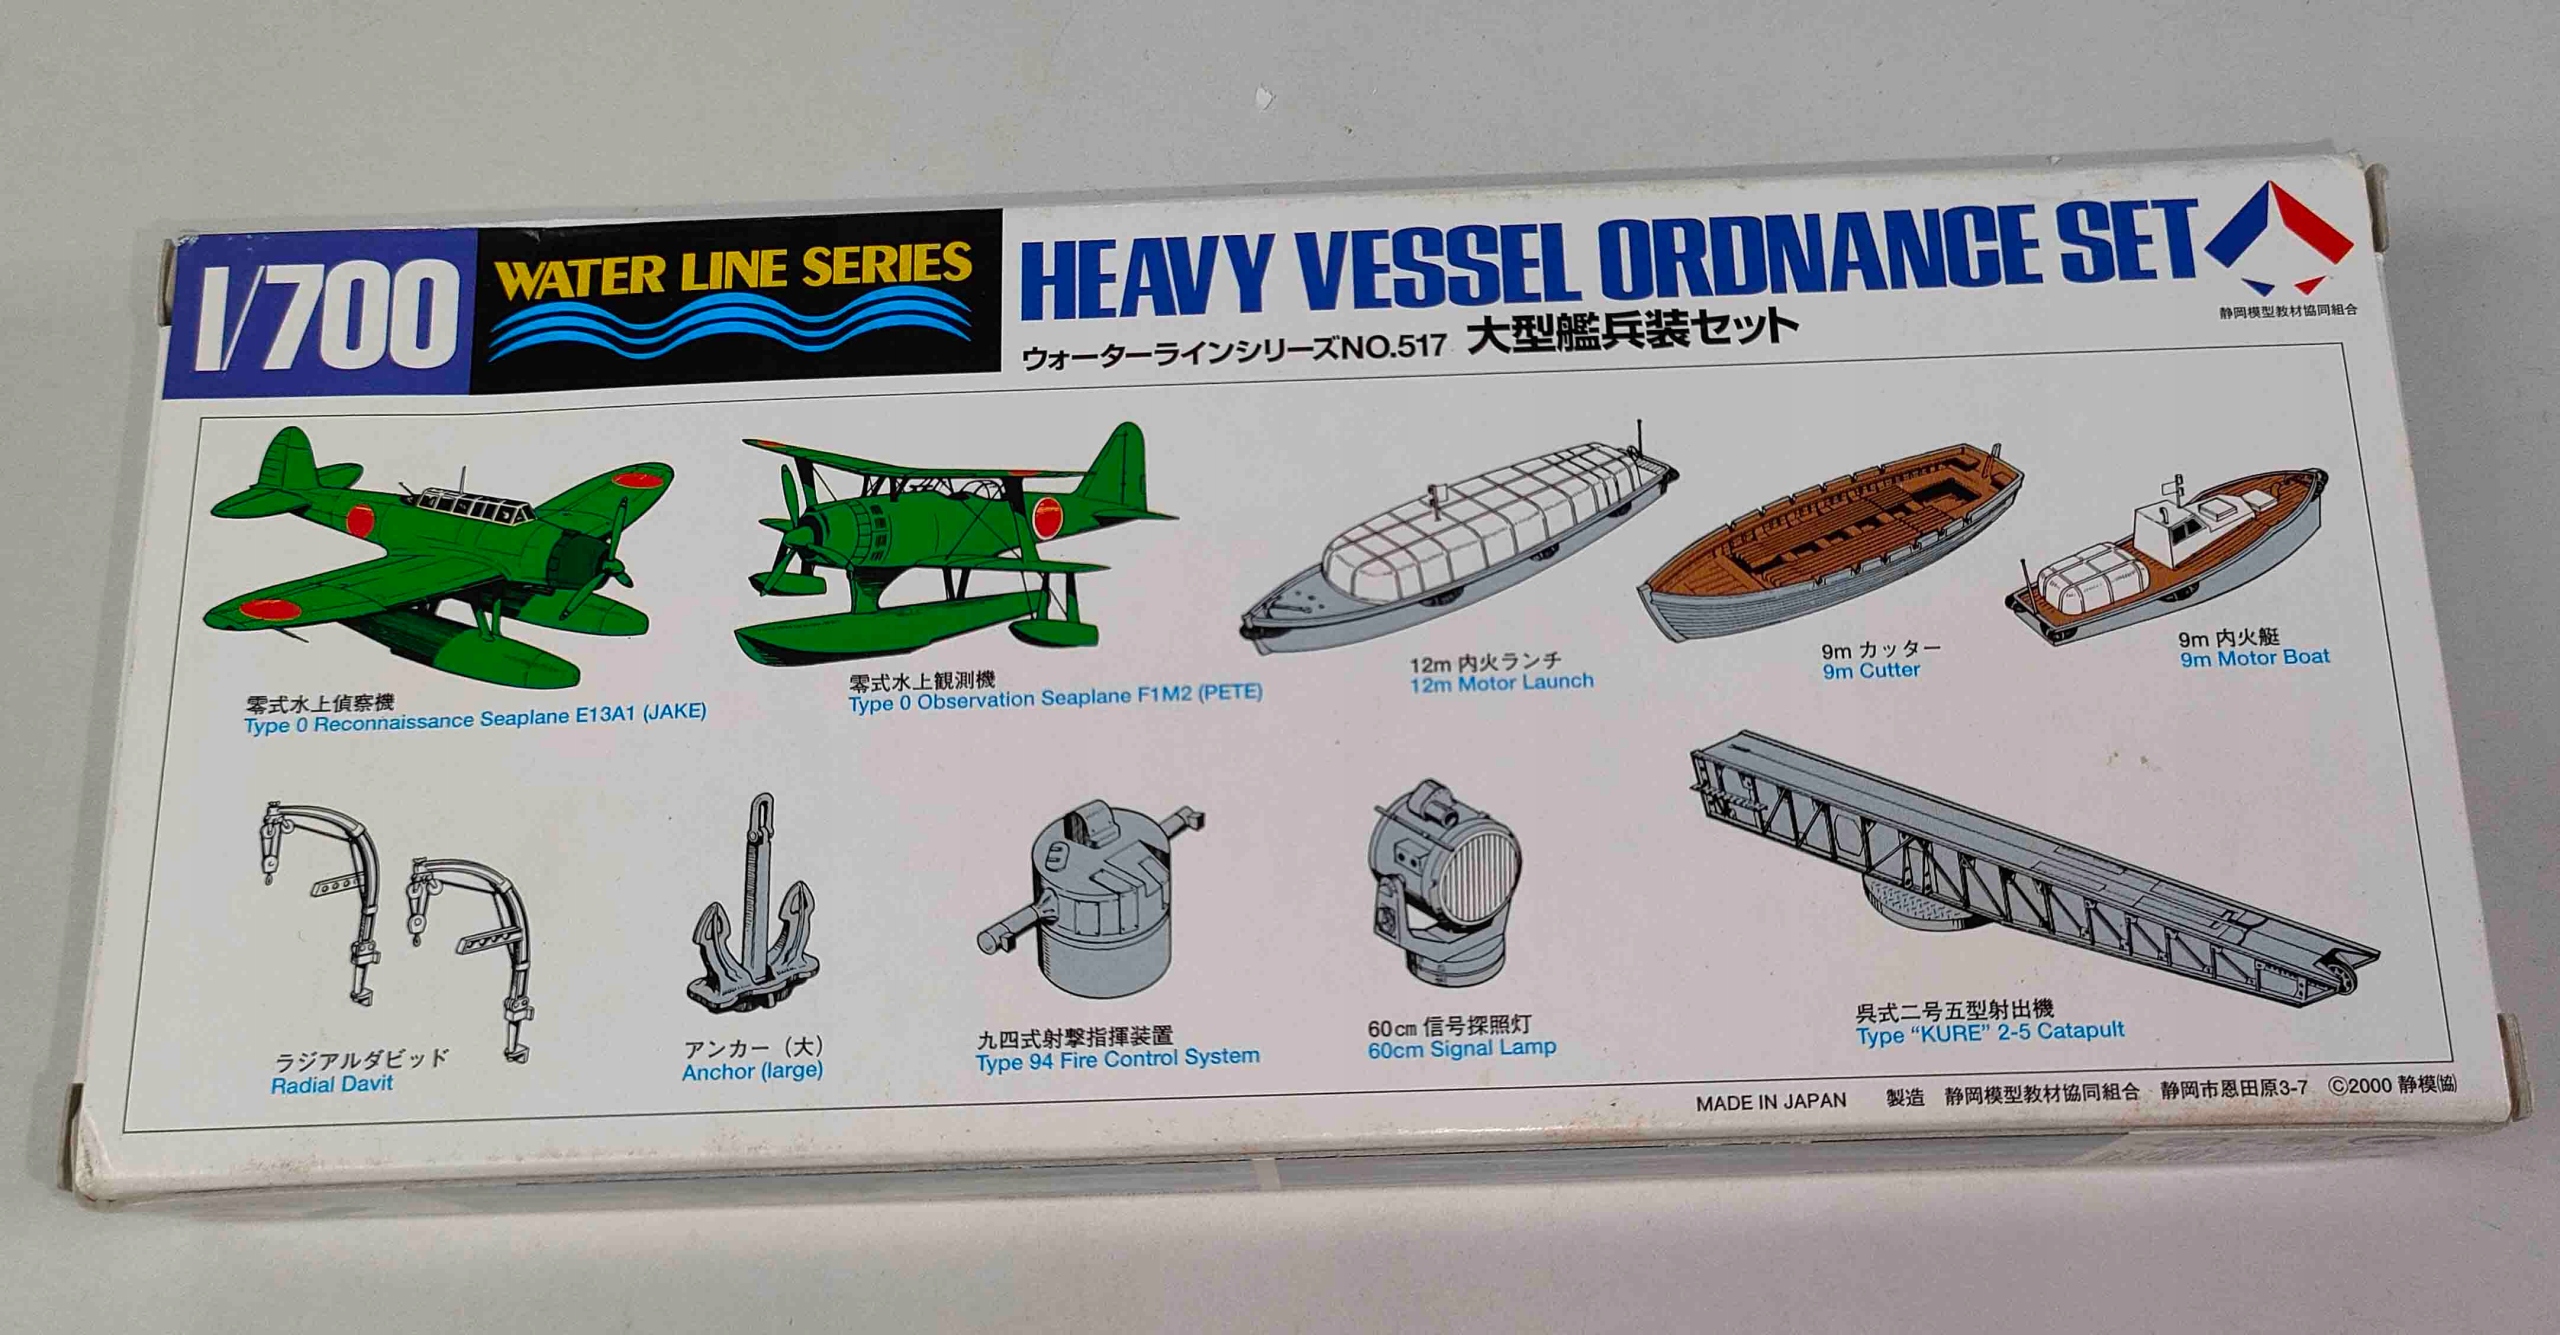 1/700
WATER LINE SERIES
HEAVY VESSEL ORDNANCE SET
ウォーターラインシリーズNO.517 大型艦兵装セット
静岡模型教材協同組合
零式水上偵察機
Type 0 Reconnaissance Seaplane E13A1 (JAKE)
零式水上観測機
Type 0 Observation Seaplane F1M2 (PETE)
12m 内火ランチ
12m Motor Launch
9m カッター
9m Cutter
9m 内火艇
9m Motor Boat
ラジアルダビッド
Radial Davit
アンカー（大）
Anchor (large)
九四式射撃指揮装置
Type 94 Fire Control System
60cm 信号探照灯
60cm Signal Lamp
呉式二号五型射出機
Type “KURE” 2-5 Catapult
MADE IN JAPAN 製造 静岡模型教材協同組合 静岡市恩田原3-7 ©2000 静模㈿